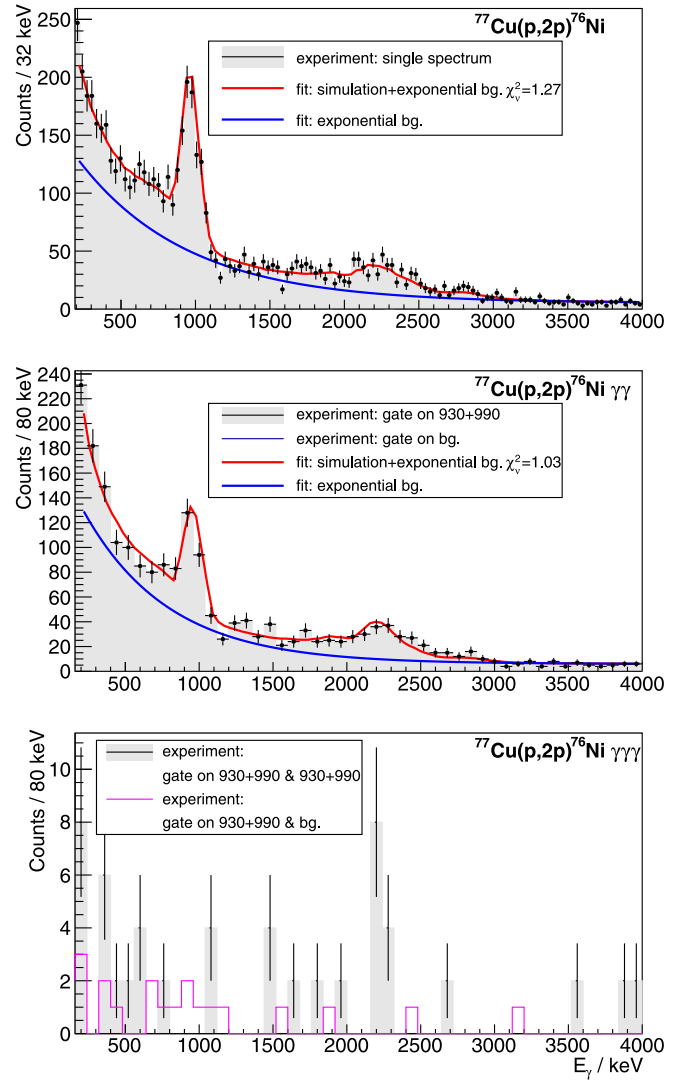 ⁷⁷Cu(p,2p)⁷⁶Ni
Counts / 32 keV
experiment: single spectrum
fit: simulation+exponential bg. χ²ᵥ=1.27
fit: exponential bg.
250
200
150
100
50
0
500 1000 1500 2000 2500 3000 3500 4000
⁷⁷Cu(p,2p)⁷⁶Ni γγ
Counts / 80 keV
experiment: gate on 930+990
experiment: gate on bg.
fit: simulation+exponential bg. χ²ᵥ=1.03
fit: exponential bg.
240
220
200
180
160
140
120
100
80
60
40
20
0
500 1000 1500 2000 2500 3000 3500 4000
⁷⁷Cu(p,2p)⁷⁶Ni γγγ
Counts / 80 keV
experiment:
gate on 930+990 & 930+990
experiment:
gate on 930+990 & bg.
10
8
6
4
2
0
500 1000 1500 2000 2500 3000 3500 4000
Eγ / keV